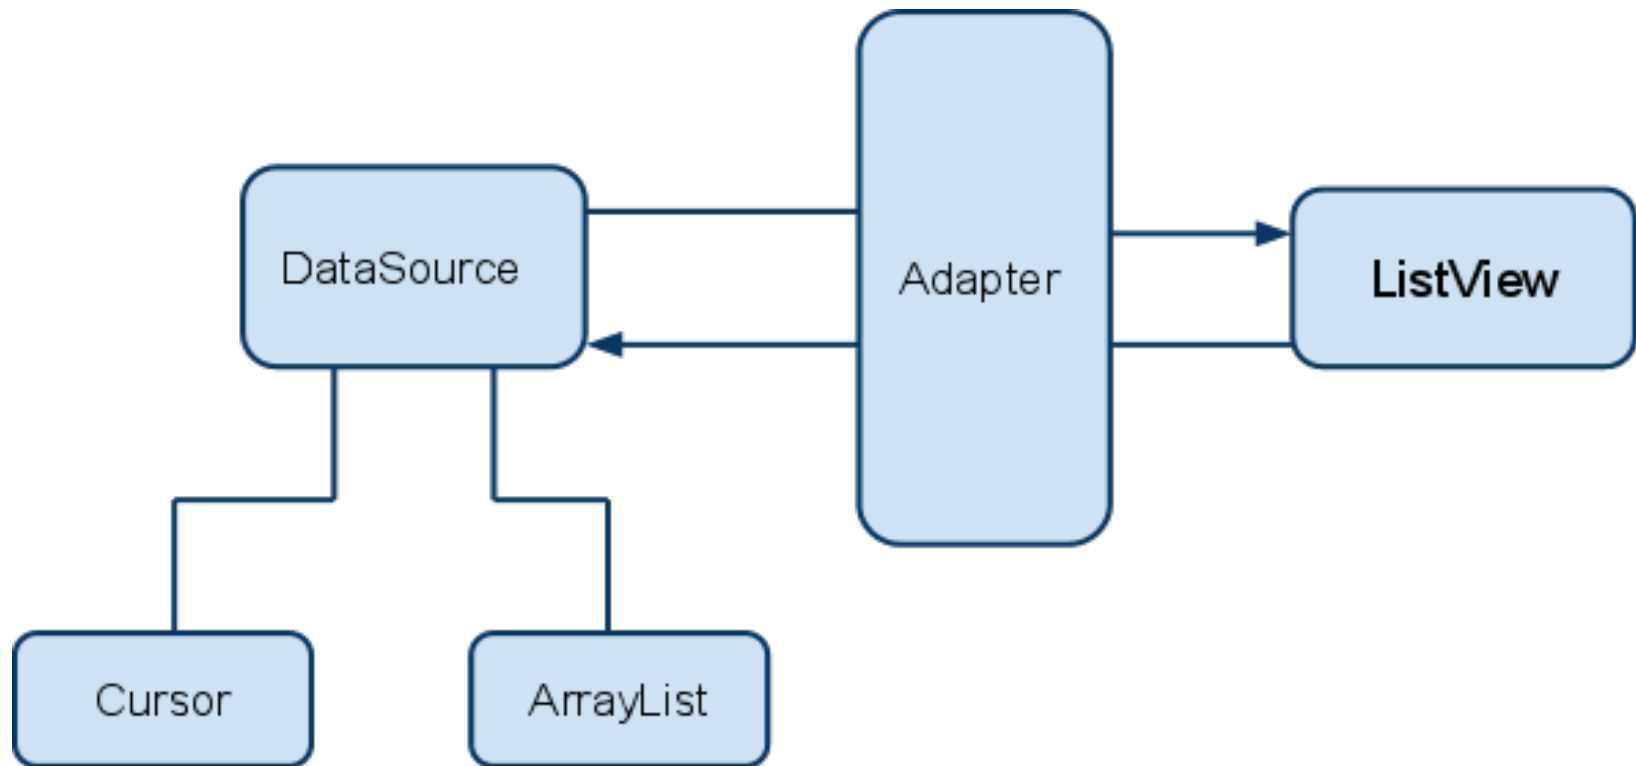 DataSource
Adapter
ListView
Cursor
ArrayList